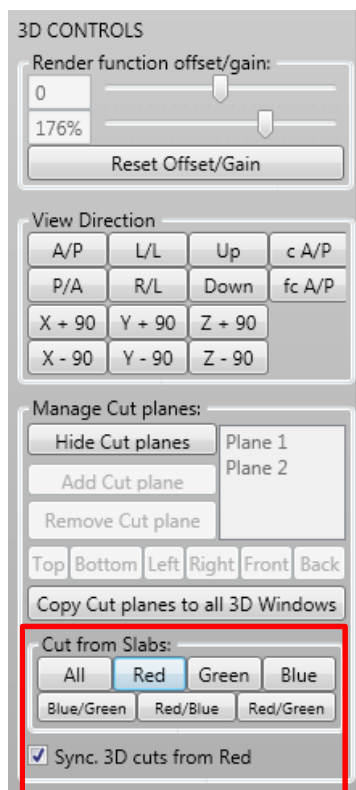 3D CONTROLS
Render function offset/gain:
0
176%
Reset Offset/Gain
View Direction
A/P L/L Up c A/P
P/A R/L Down fc A/P
X + 90 Y + 90 Z + 90
X - 90 Y - 90 Z - 90
Manage Cut planes:
Hide Cut planes Plane 1
Add Cut plane Plane 2
Remove Cut plane
Top Bottom Left Right Front Back
Copy Cut planes to all 3D Windows
Cut from Slabs:
All Red Green Blue
Blue/Green Red/Blue Red/Green
Sync. 3D cuts from Red